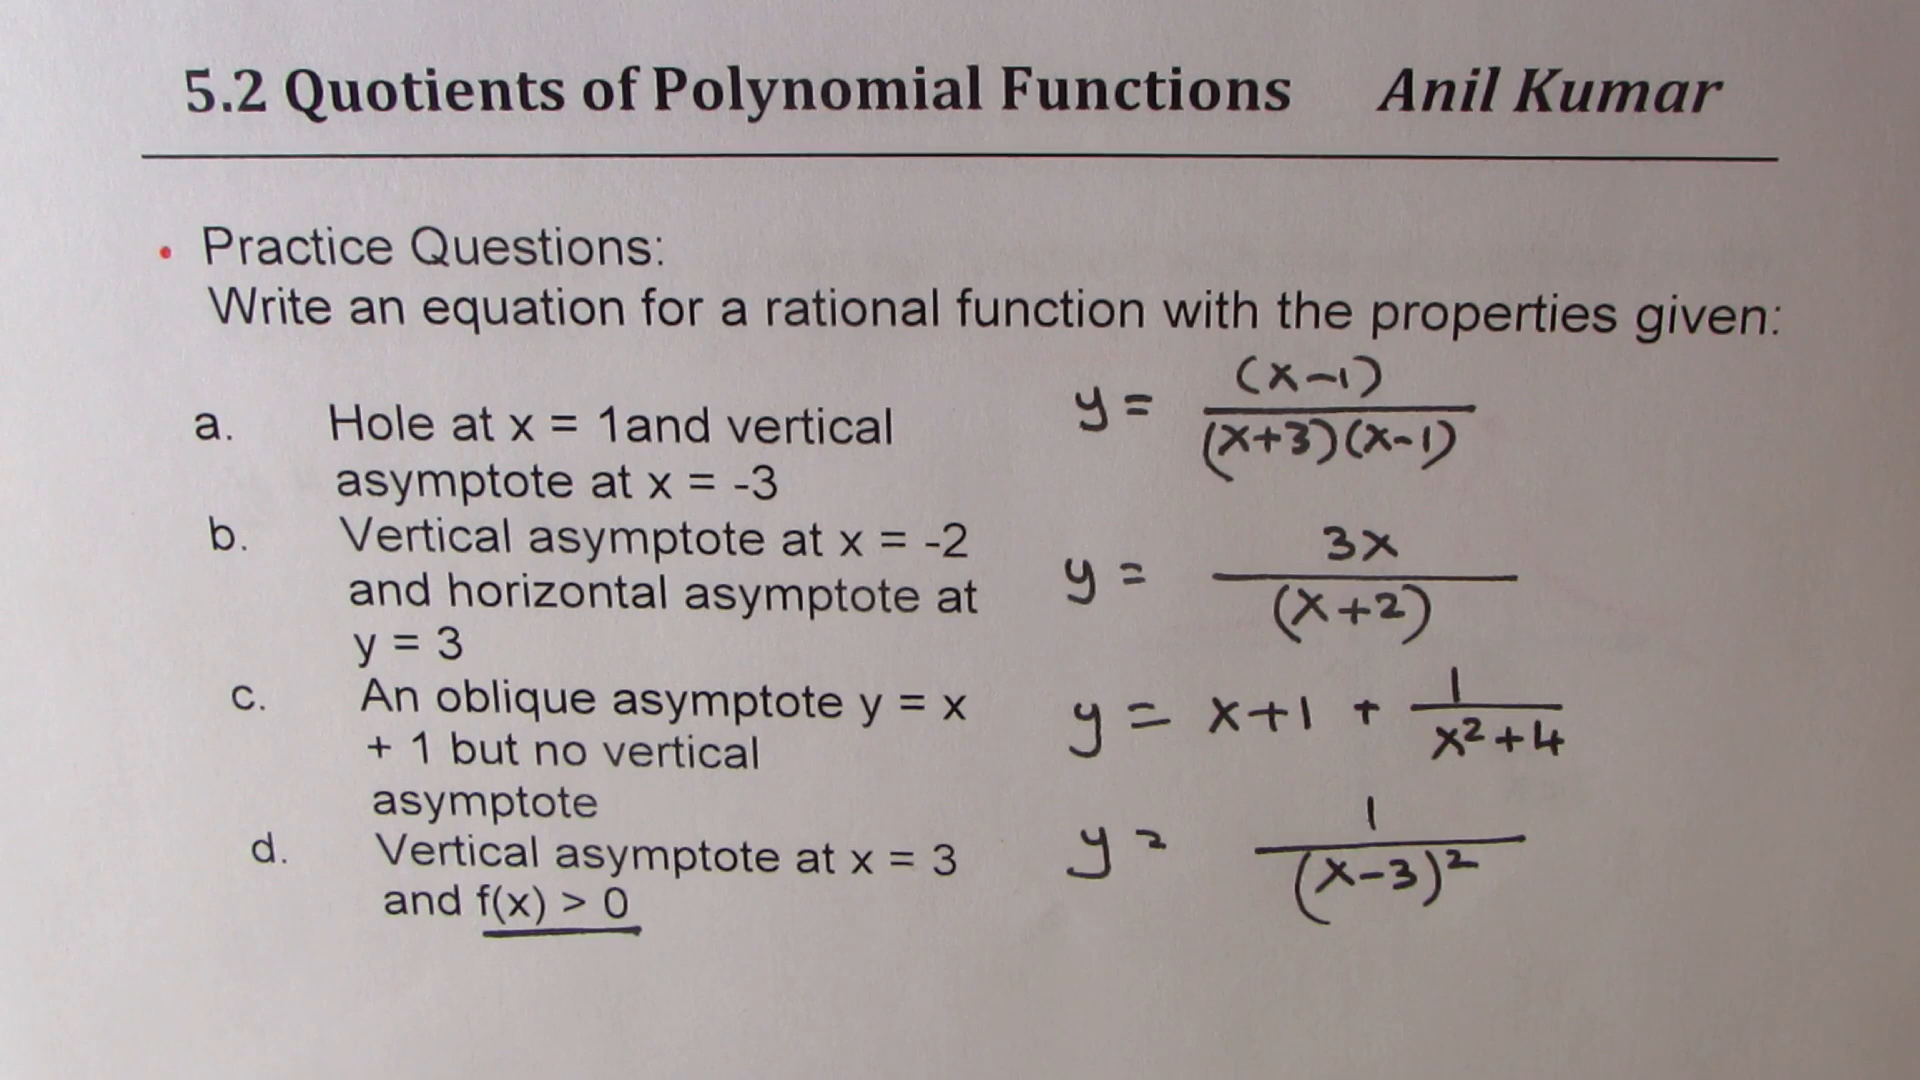 5.2 Quotients of Polynomial Functions Anil Kumar
• Practice Questions:
Write an equation for a rational function with the properties given:
a. Hole at x = 1and vertical
asymptote at x = -3
y = (x-1) / (x+3)(x-1)
b. Vertical asymptote at x = -2
and horizontal asymptote at
y = 3
y = 3x / (x+2)
c. An oblique asymptote y = x
+ 1 but no vertical
asymptote
y = x+1 + 1 / x²+4
d. Vertical asymptote at x = 3
and f(x) > 0
y = 1 / (x-3)²